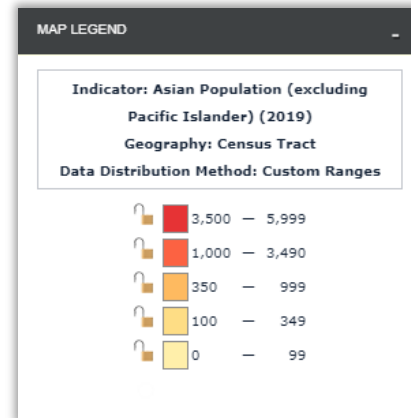 MAP LEGEND -
Indicator: Asian Population (excluding
Pacific Islander) (2019)
Geography: Census Tract
Data Distribution Method: Custom Ranges
3,500 — 5,999
1,000 — 3,490
350 — 999
100 — 349
0 — 99